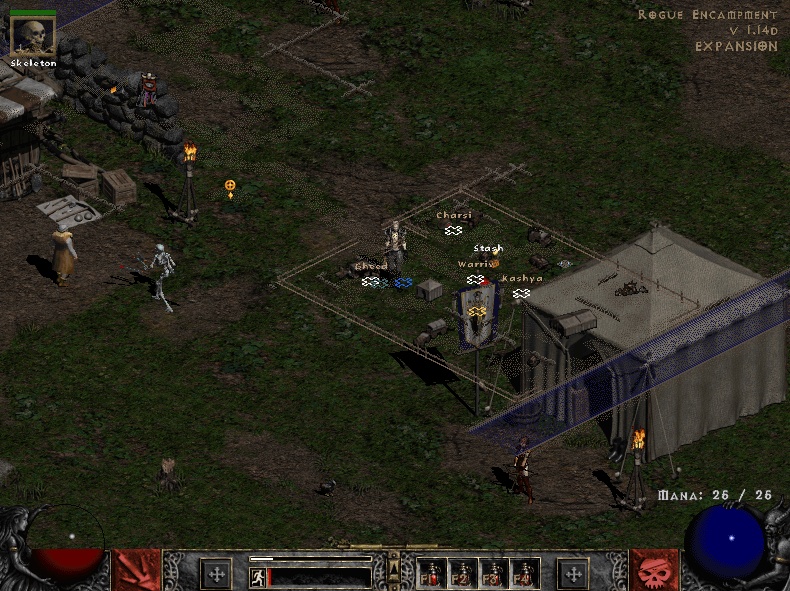 Rogue Encampment
v 1.14d
EXPANSION
Skeleton
Charsi
Stash
Gheed
Warriv
Kashya
Mana: 26 / 26
F1
F2
F3
F4